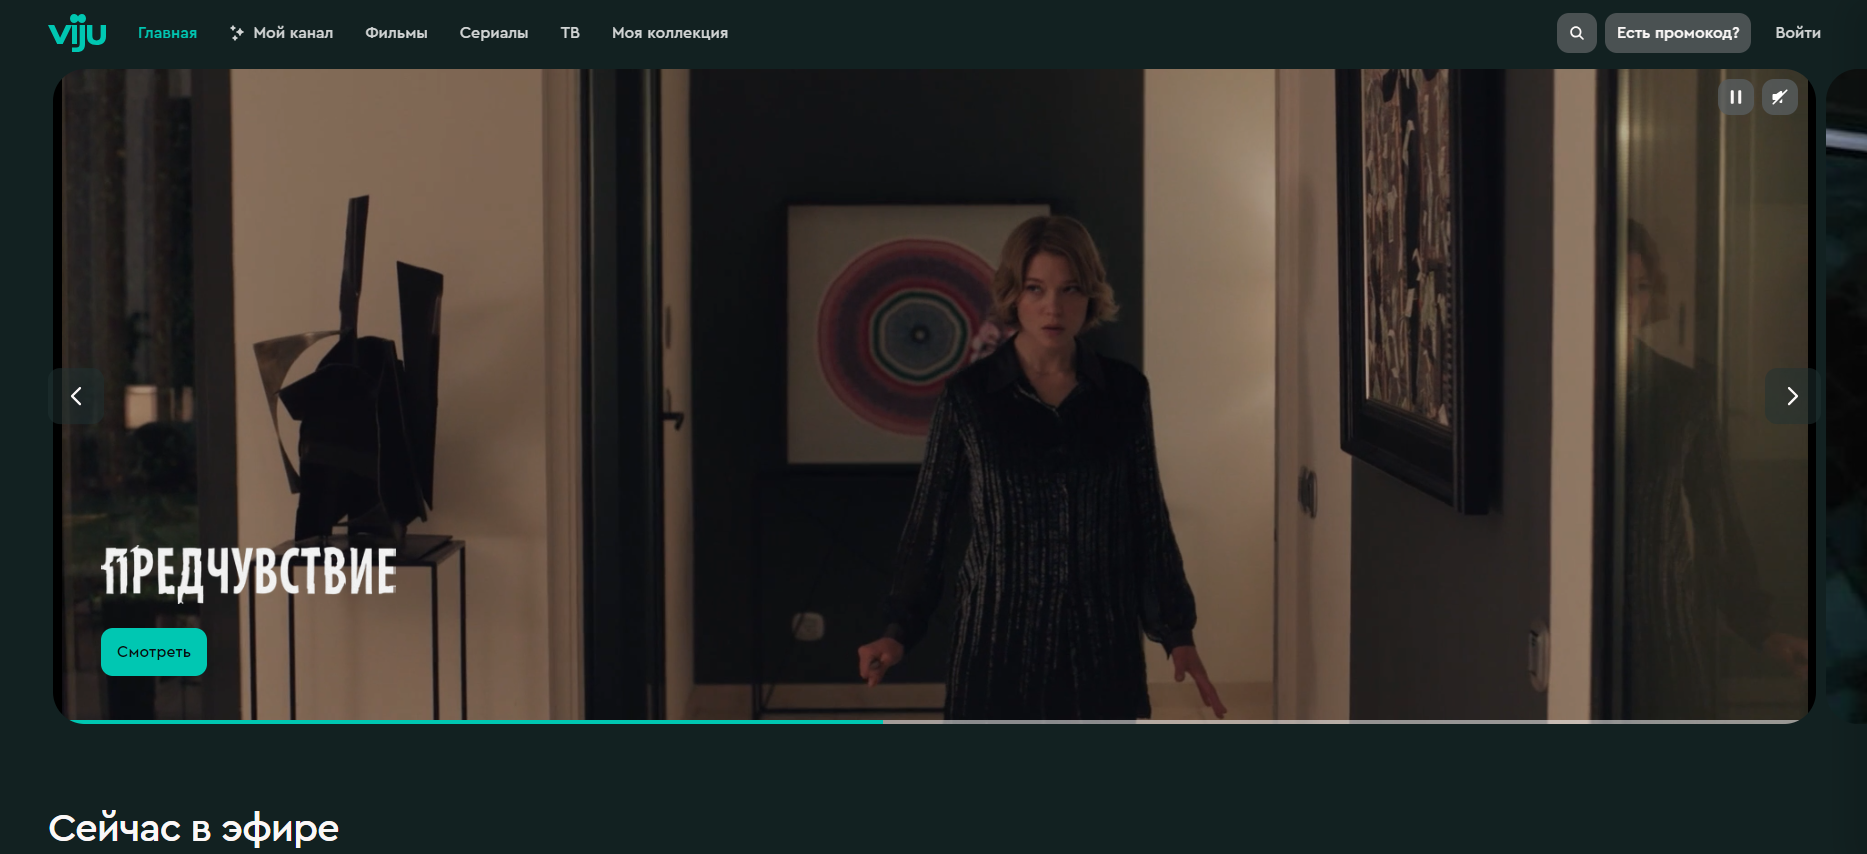 viju
Главная
Мой канал
Фильмы
Сериалы
ТВ
Моя коллекция
Есть промокод?
Войти
ПРЕДЧУВСТВИЕ
Смотреть
Сейчас в эфире